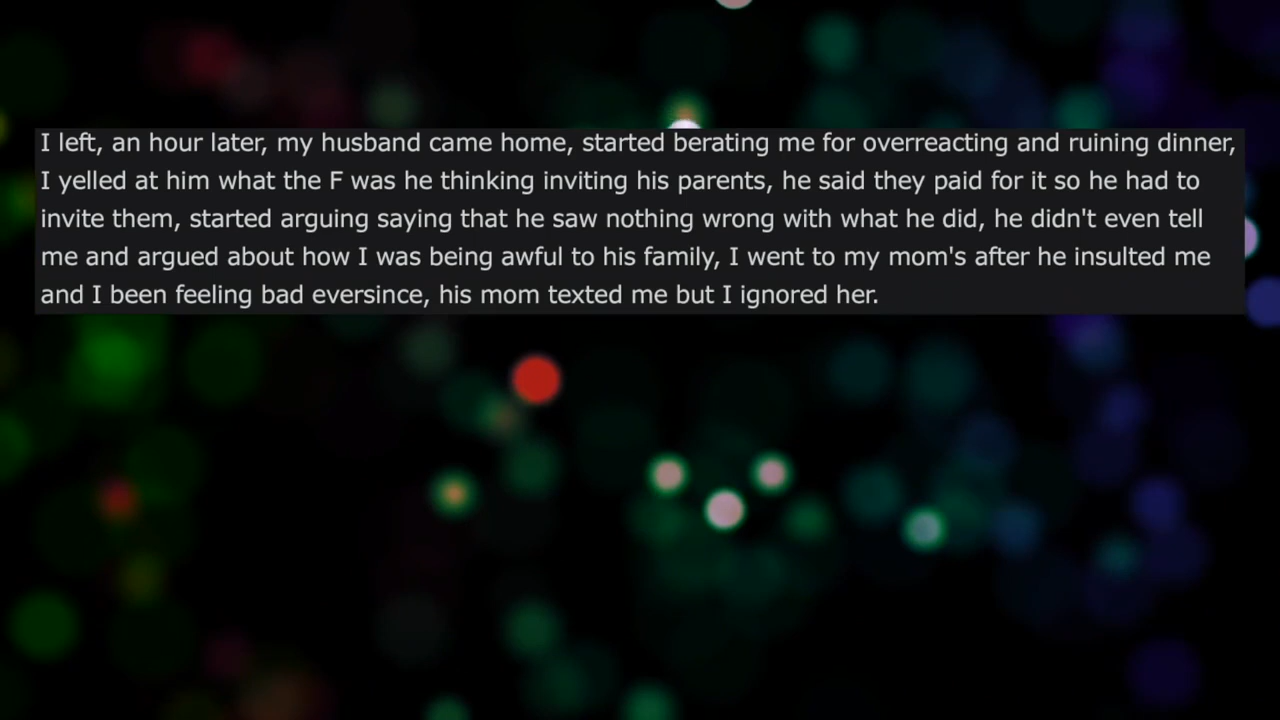 I left, an hour later, my husband came home, started berating me for overreacting and ruining dinner,
I yelled at him what the F was he thinking inviting his parents, he said they paid for it so he had to
invite them, started arguing saying that he saw nothing wrong with what he did, he didn't even tell
me and argued about how I was being awful to his family, I went to my mom's after he insulted me
and I been feeling bad eversince, his mom texted me but I ignored her.